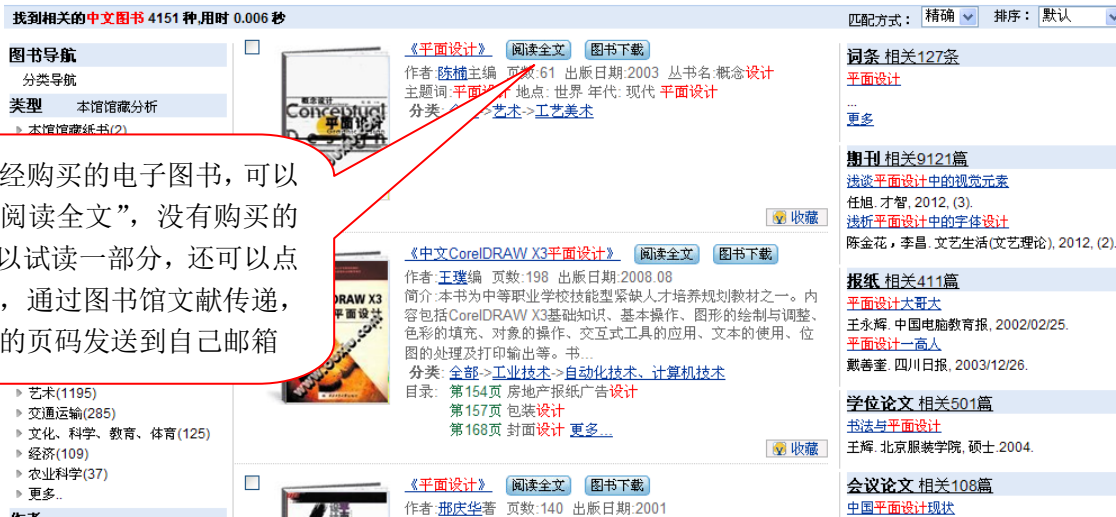 找到相关的中文图书 4151 种,用时 0.006 秒
匹配方式： 精确 排序： 默认
图书导航
分类导航
类型 本馆馆藏分析
本馆馆藏纸书(2)
经购买的电子图书，可以
阅读全文”，没有购买的
以试读一部分，还可以点
，通过图书馆文献传递，
的页码发送到自己邮箱
艺术(1195)
交通运输(285)
文化、科学、教育、体育(125)
经济(109)
农业科学(37)
更多..
《平面设计》 阅读全文 图书下载
作者:陈楠主编 页数:61 出版日期:2003 丛书名:概念设计
主题词:平面设计 地点: 世界 年代: 现代 平面设计
分类: ->艺术->工艺美术
概念设计
Conceptual
平面设计
Design
收藏
《中文CorelDRAW X3平面设计》 阅读全文 图书下载
作者:王璞编 页数:198 出版日期:2008.08
简介:本书为中等职业学校技能型紧缺人才培养规划教材之一。内
容包括CorelDRAW X3基础知识、基本操作、图形的绘制与调整、
色彩的填充、对象的操作、交互式工具的应用、文本的使用、位
图的处理及打印输出等。书...
分类: 全部->工业技术->自动化技术、计算机技术
目录: 第154页 房地产报纸广告设计
第157页 包装设计
第168页 封面设计 更多...
RAW X3
平面设计
收藏
《平面设计》 阅读全文 图书下载
作者:邢庆华著 页数:140 出版日期:2001
词条 相关127条
平面设计
...
更多
期刊 相关9121篇
浅谈平面设计中的视觉元素
任旭. 才智, 2012, (3).
浅析平面设计中的字体设计
陈金花，李昌. 文艺生活(文艺理论), 2012, (2).
报纸 相关411篇
平面设计大哥大
王永辉. 中国电脑教育报, 2002/02/25.
平面设计一高人
戴善奎. 四川日报, 2003/12/26.
学位论文 相关501篇
书法与平面设计
王辉. 北京服装学院, 硕士.2004.
会议论文 相关108篇
中国平面设计现状